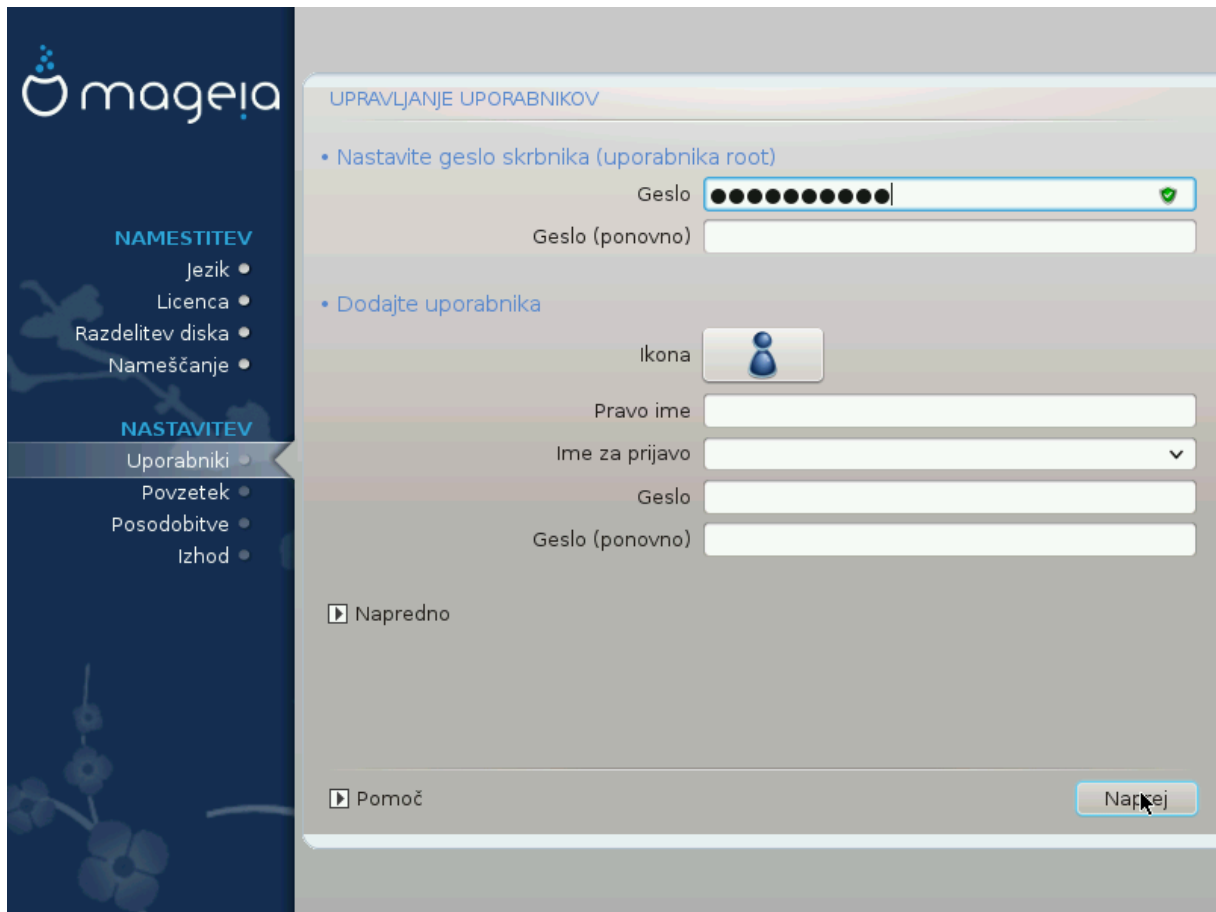 mageia
NAMESTITEV
Jezik
Licenca
Razdelitev diska
Nameščanje
NASTAVITEV
Uporabniki
Povzetek
Posodobitve
Izhod
UPRAVLJANJE UPORABNIKOV
• Nastavite geslo skrbnika (uporabnika root)
Geslo ●●●●●●●●●●
Geslo (ponovno)
• Dodajte uporabnika
Ikona
Pravo ime
Ime za prijavo
Geslo
Geslo (ponovno)
Napredno
Pomoč
Naprej